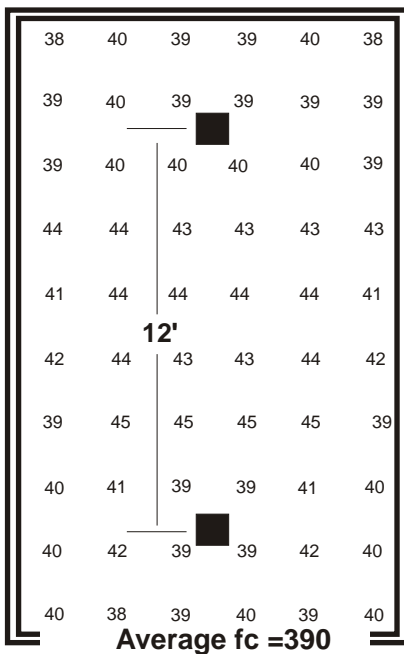 38 40 39 39 40 38
39 40 39 39 39 39
39 40 40 40 40 39
44 44 43 43 43 43
41 44 44 44 44 41
12'
42 44 43 43 44 42
39 45 45 45 45 39
40 41 39 39 41 40
40 42 39 39 42 40
40 38 39 40 39 40
Average fc =390